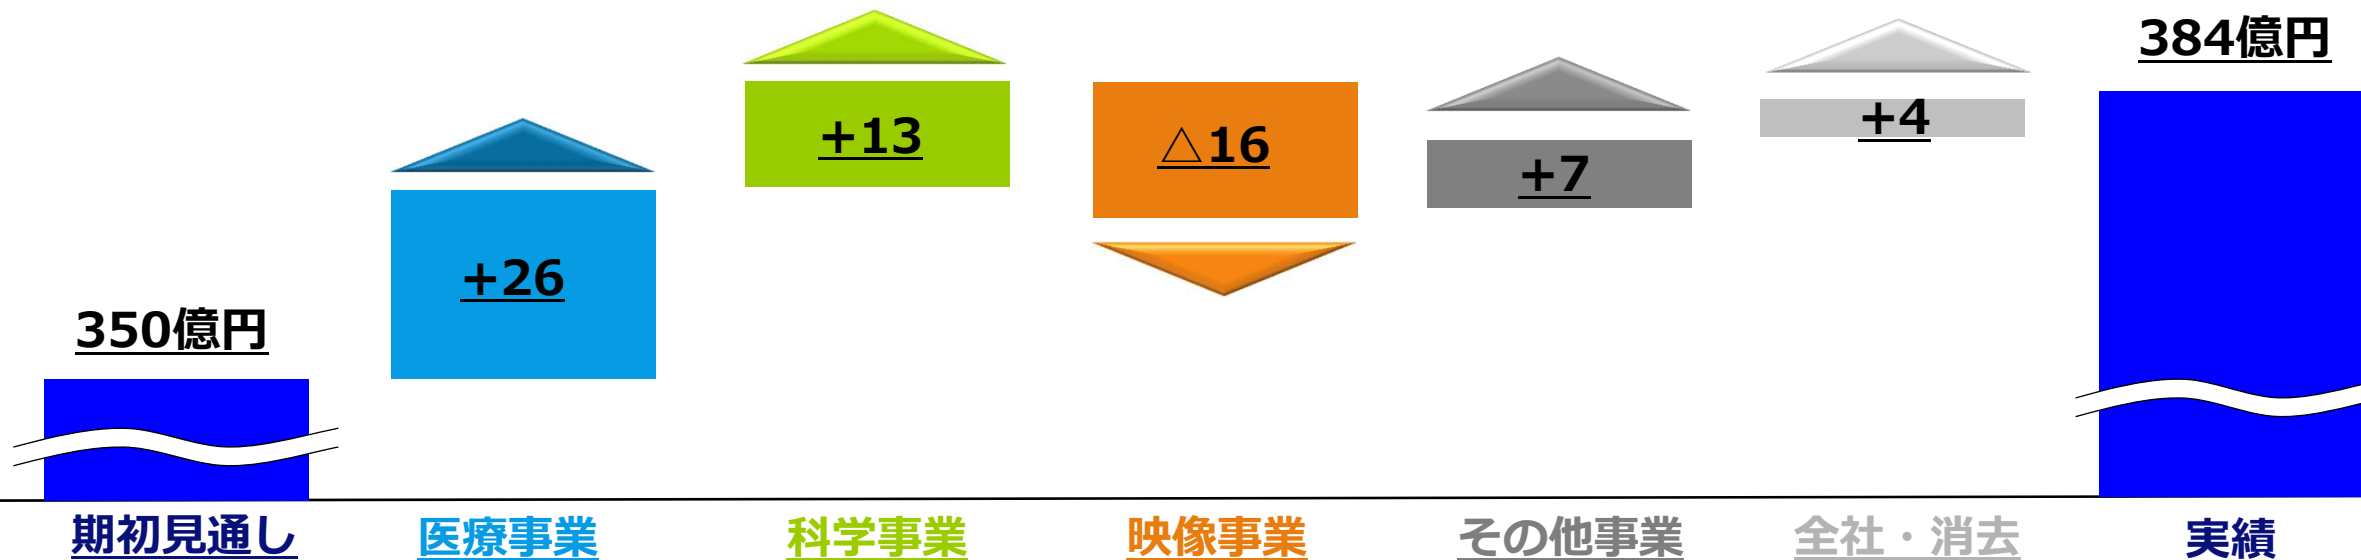 384億円
+4
+13
△16
+7
+26
350億円
期初見通し
医療事業
科学事業
映像事業
その他事業
全社・消去
実績